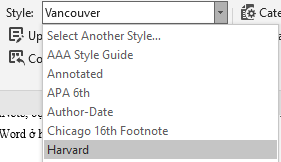 Style: Vancouver Cate
Select Another Style...
Up
AAA Style Guide
Co
Annotated
APA 6th
Author-Date
Chicago 16th Footnote
Word ở
Harvard